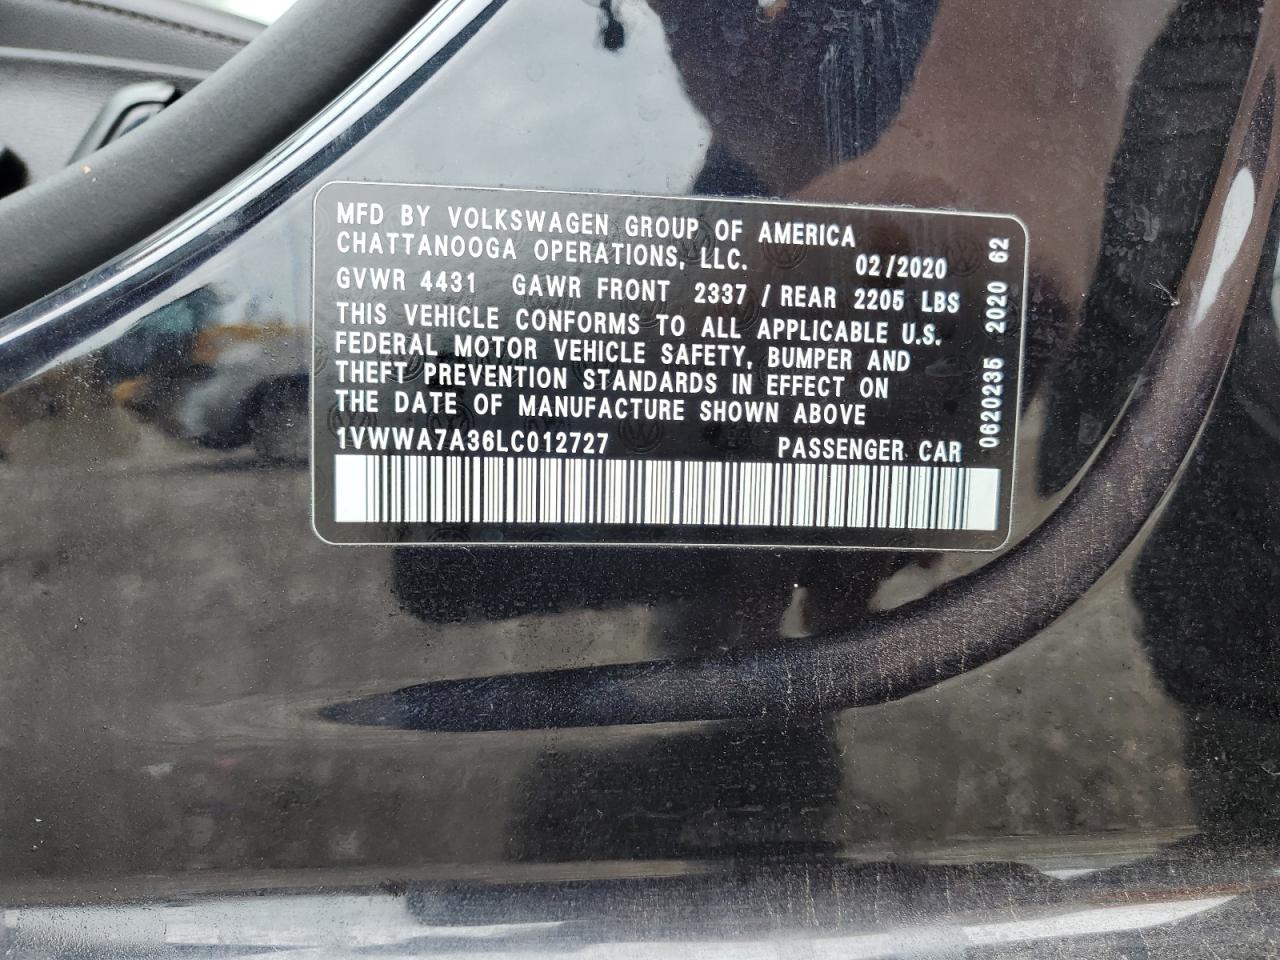 MFD BY VOLKSWAGEN GROUP OF AMERICA
CHATTANOOGA OPERATIONS, LLC. 02/2020
GVWR 4431 GAWR FRONT 2337 / REAR 2205 LBS
THIS VEHICLE CONFORMS TO ALL APPLICABLE U.S.
FEDERAL MOTOR VEHICLE SAFETY, BUMPER AND
THEFT PREVENTION STANDARDS IN EFFECT ON
THE DATE OF MANUFACTURE SHOWN ABOVE
1VWWA7A36LC012727 PASSENGER CAR
0620235 2020 62